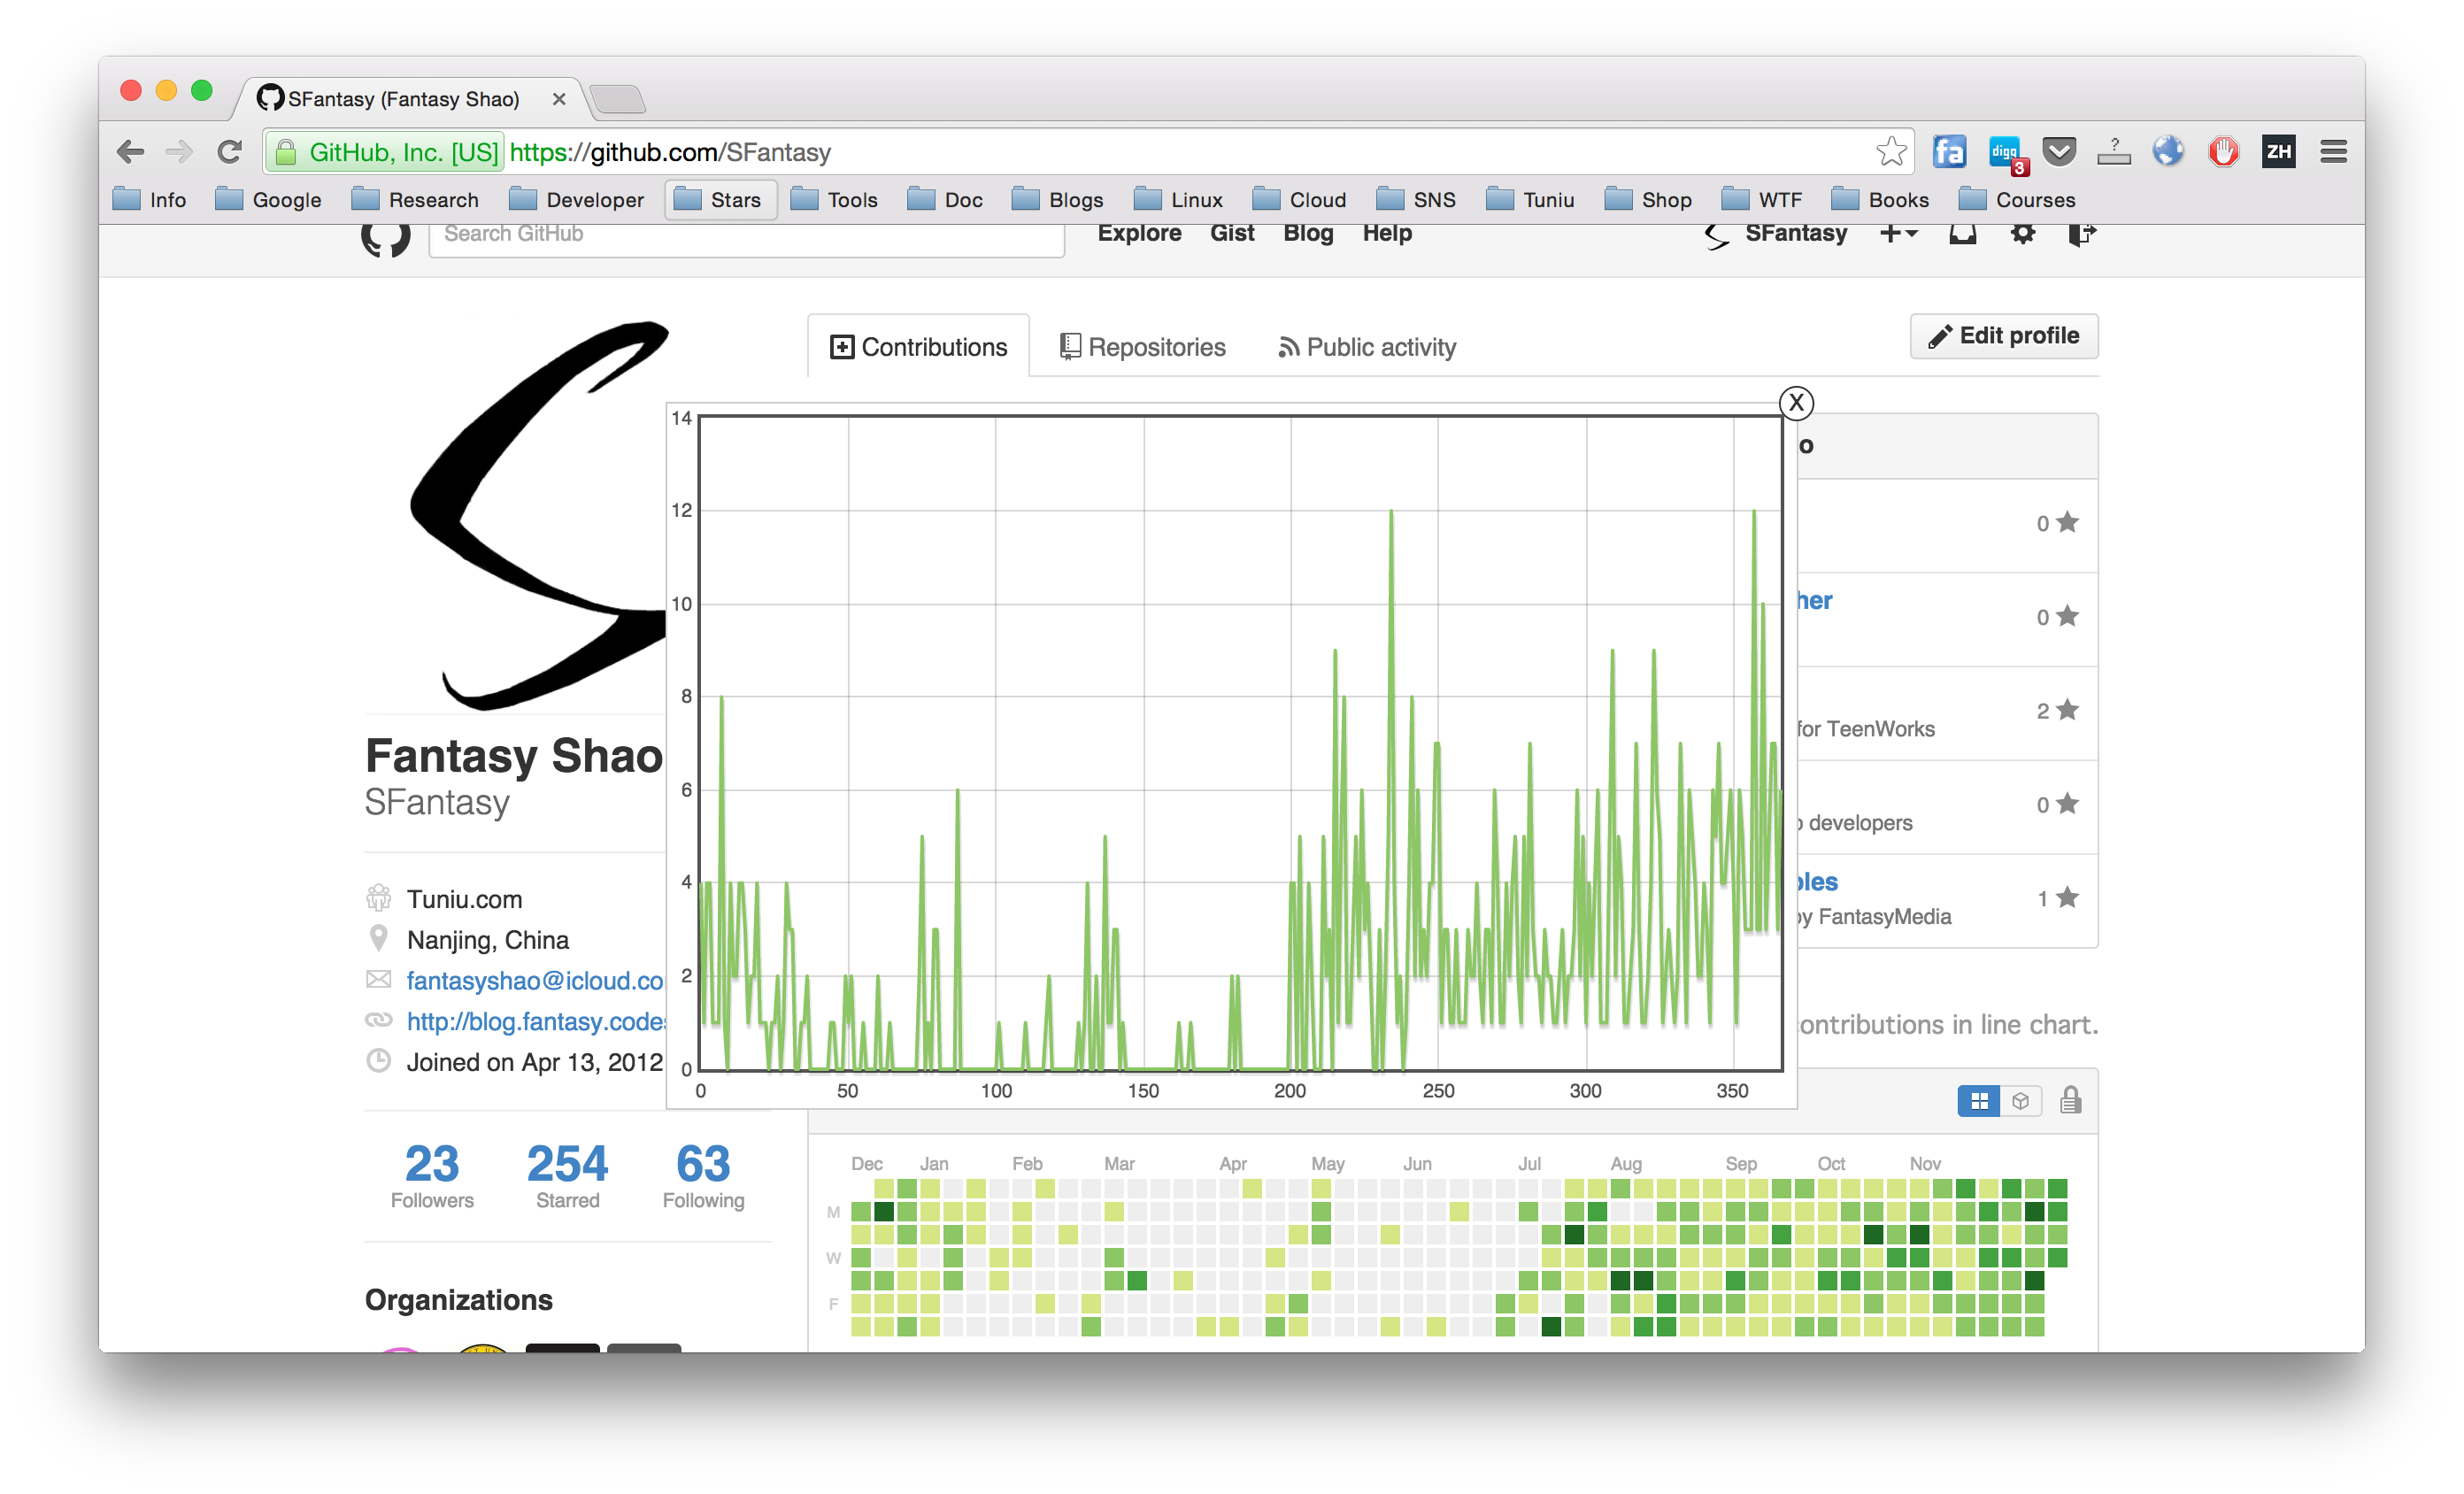 SFantasy (Fantasy Shao)
GitHub, Inc. [US] https://github.com/SFantasy
digg
3
?
ZH
Info Google Research Developer Stars Tools Doc Blogs Linux Cloud SNS Tuniu Shop WTF Books Courses
Search GitHub Explore Gist Blog Help SFantasy
Contributions Repositories Public activity Edit profile
X
14
12
10
8
6
4
2
0
0 50 100 150 200 250 300 350
o
0
her
0
2
for TeenWorks
0
developers
bles
1
by FantasyMedia
ontributions in line chart.
Fantasy Shao
SFantasy
Tuniu.com
Nanjing, China
fantasyshao@icloud.co
http://blog.fantasy.codes
Joined on Apr 13, 2012
23 254 63
Followers Starred Following
Organizations
Dec Jan Feb Mar Apr May Jun Jul Aug Sep Oct Nov
M
W
F